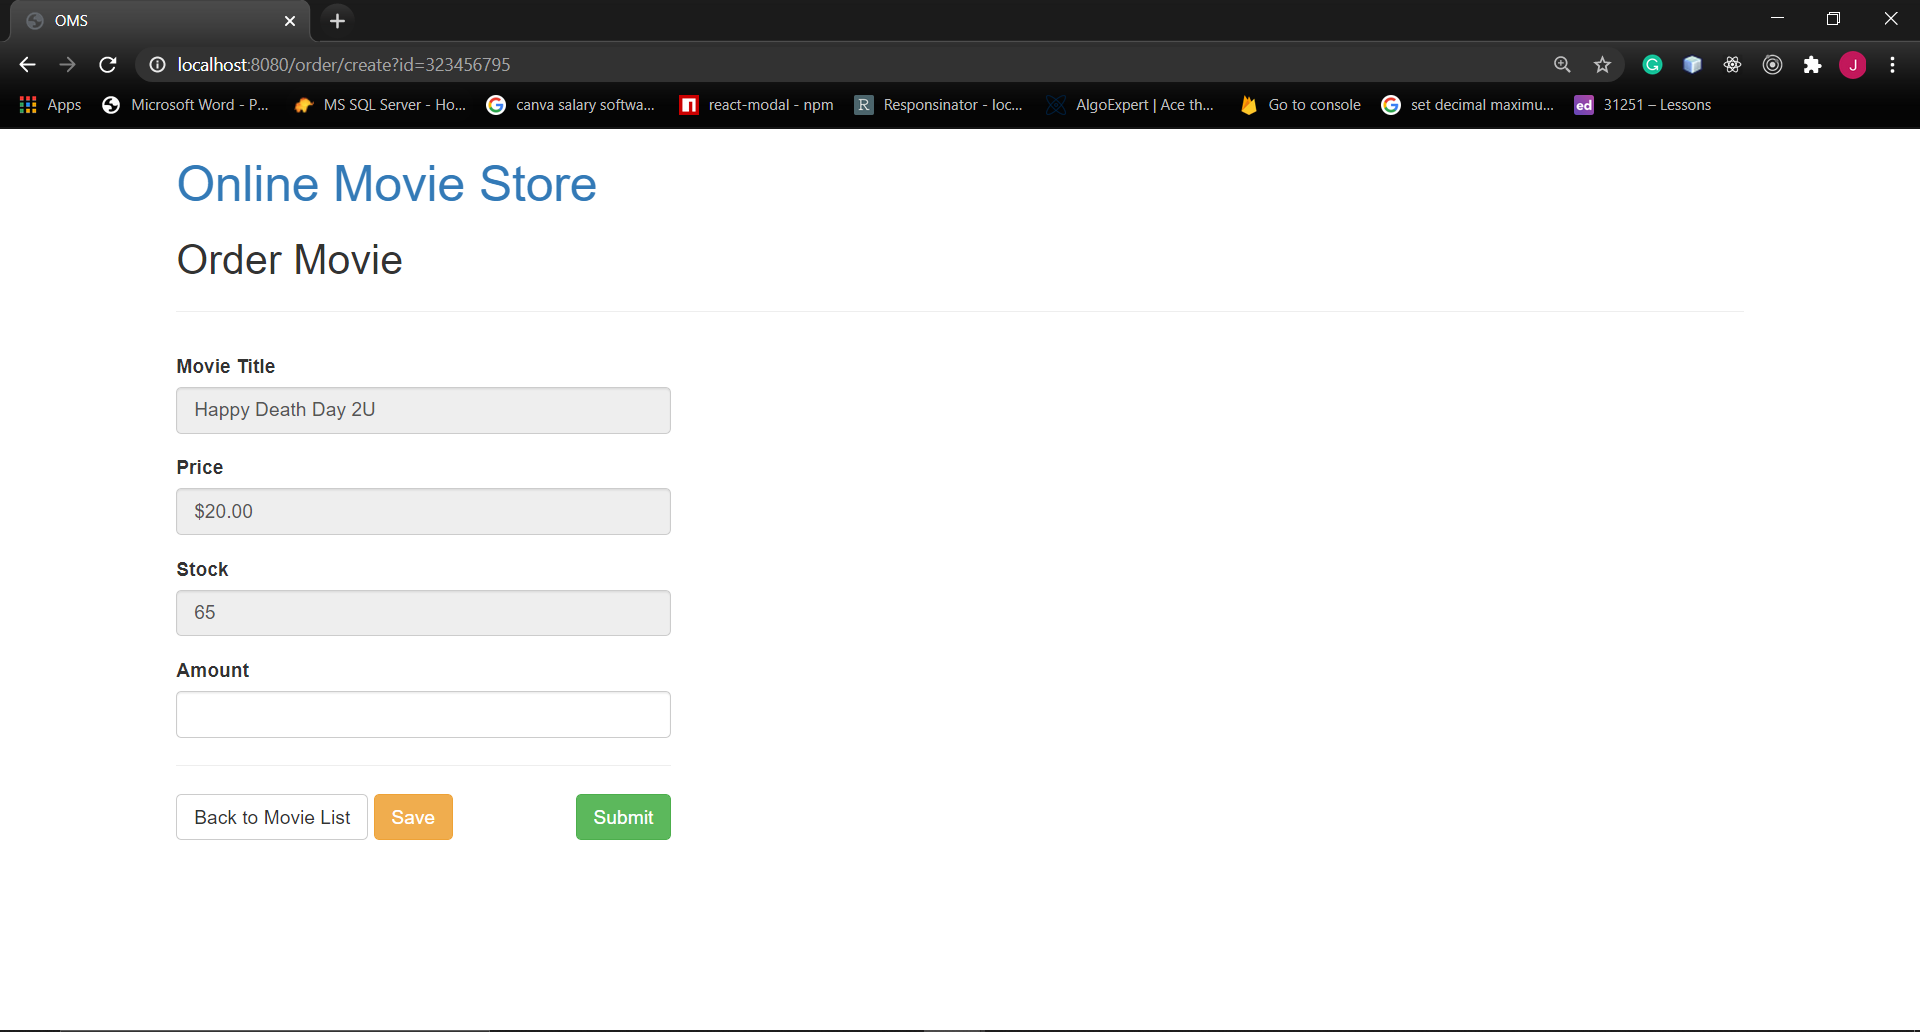 OMS
localhost:8080/order/create?id=323456795
J
Apps
Microsoft Word - P...
MS SQL Server - Ho...
G canva salary softwa...
n react-modal - npm
R Responsinator - loc...
AlgoExpert | Ace th...
Go to console
G set decimal maximu...
ed 31251 – Lessons
Online Movie Store
Order Movie
Movie Title
Happy Death Day 2U
Price
$20.00
Stock
65
Amount
Back to Movie List Save Submit